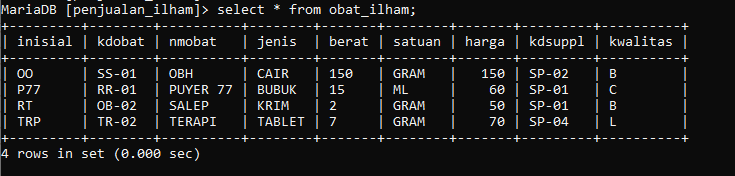 MariaDB [penjualan_ilham]> select * from obat_ilham;
+---------+--------+----------+--------+-------+--------+-------+---------+-----------+
| inisial | kdobat | nmobat   | jenis  | berat | satuan | harga | kdsuppl | kwalitas |
+---------+--------+----------+--------+-------+--------+-------+---------+-----------+
| OO      | SS-01  | OBH      | CAIR   | 150   | GRAM   |   150 | SP-02   | B        |
| P77     | RR-01  | PUYER 77 | BUBUK  | 15    | ML     |    60 | SP-01   | C        |
| RT      | OB-02  | SALEP    | KRIM   | 2     | GRAM   |    50 | SP-01   | B        |
| TRP     | TR-02  | TERAPI   | TABLET | 7     | GRAM   |    70 | SP-04   | L        |
+---------+--------+----------+--------+-------+--------+-------+---------+-----------+
4 rows in set (0.000 sec)